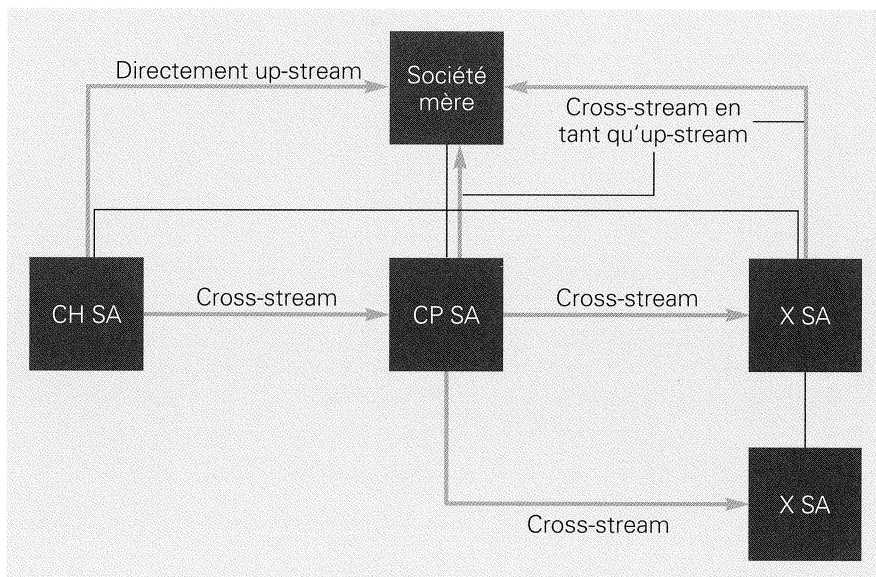 Directement up-stream
Société
mère
Cross-stream en
tant qu'up-stream
CH SA
Cross-stream
CP SA
Cross-stream
X SA
Cross-stream
X SA